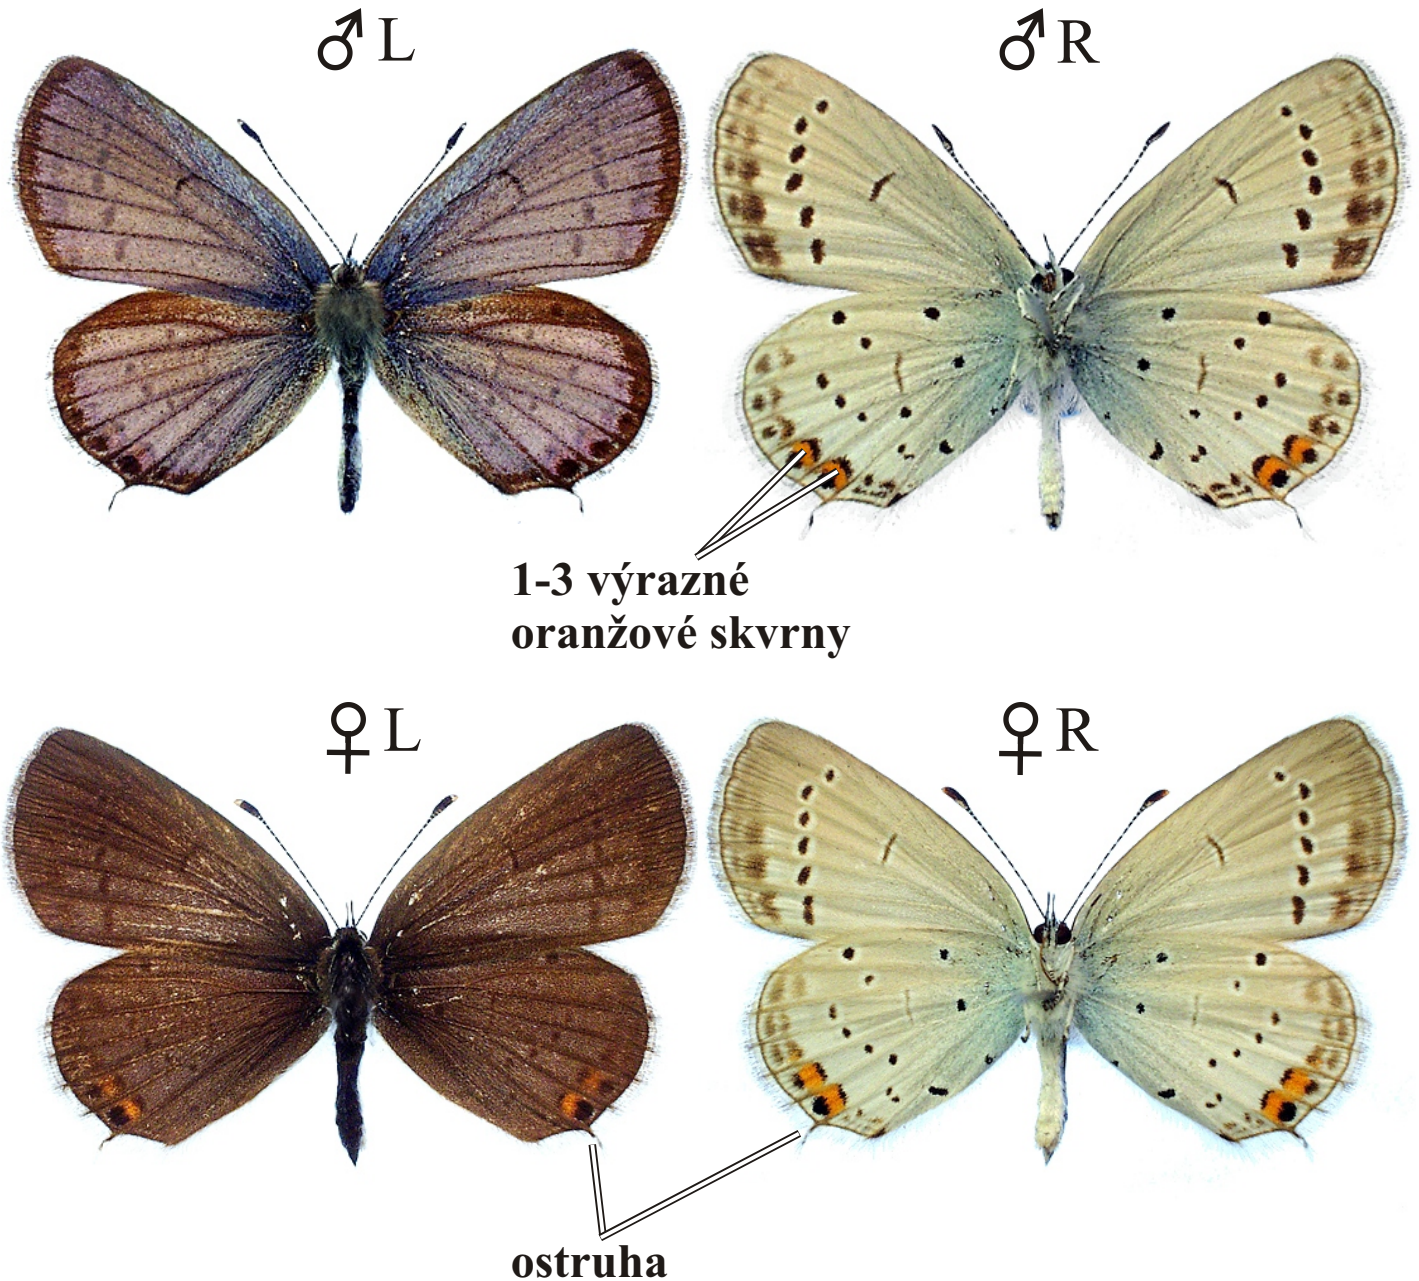 ♂ L
♂ R
1-3 výrazné
oranžové skvrny
♀ L
♀ R
ostruha